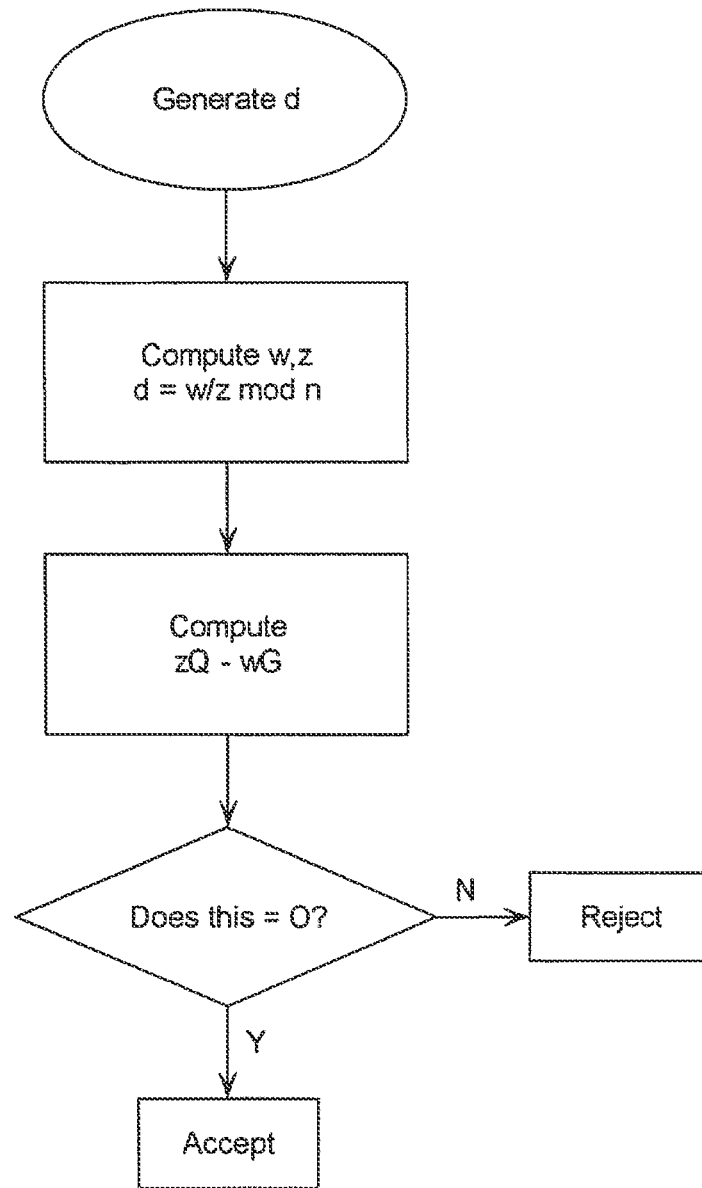 Generate d
Compute w,z
d = w/z mod n
Compute
zQ - wG
Does this = O?
N
Reject
Y
Accept